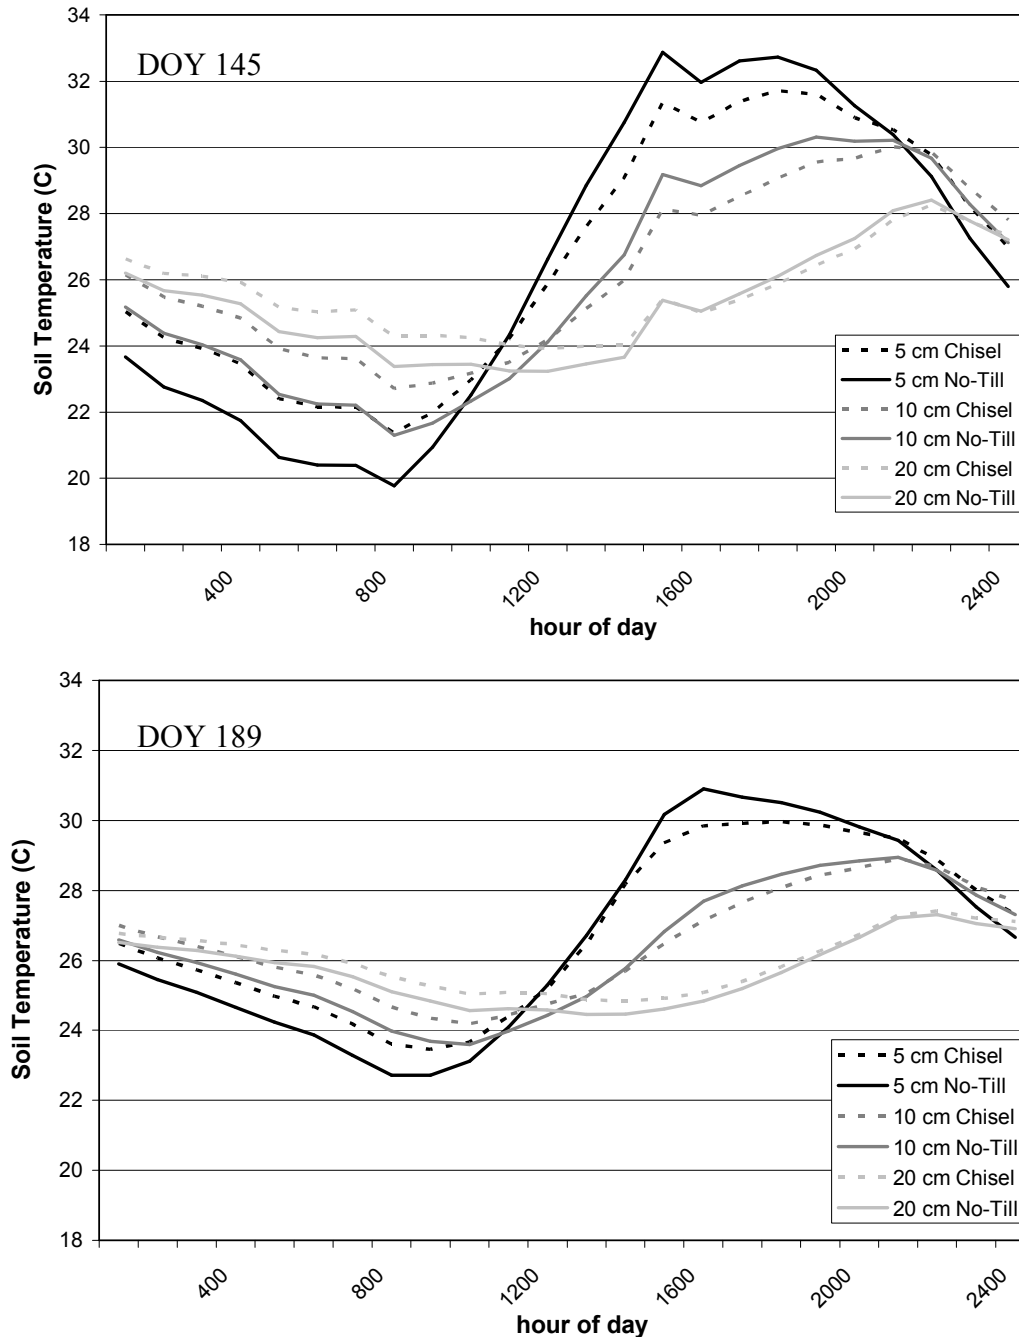 34
DOY 145
32
30
28
26
24
22
20
18
Soil Temperature (C)
5 cm Chisel
5 cm No-Till
10 cm Chisel
10 cm No-Till
20 cm Chisel
20 cm No-Till
400
800
1200
1600
2000
2400
hour of day
34
DOY 189
32
30
28
26
24
22
20
18
Soil Temperature (C)
5 cm Chisel
5 cm No-Till
10 cm Chisel
10 cm No-Till
20 cm Chisel
20 cm No-Till
400
800
1200
1600
2000
2400
hour of day